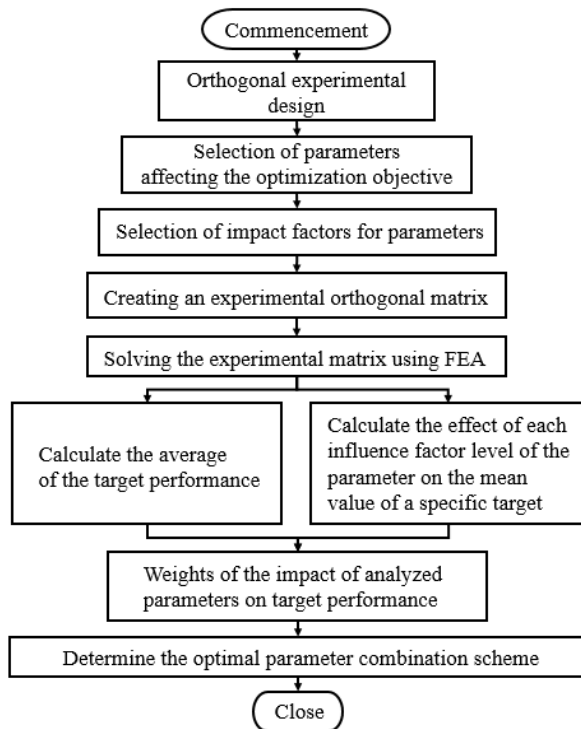 Commencement
Orthogonal experimental
design
Selection of parameters
affecting the optimization objective
Selection of impact factors for parameters
Creating an experimental orthogonal matrix
Solving the experimental matrix using FEA
Calculate the average
of the target performance
Calculate the effect of each
influence factor level of the
parameter on the mean
value of a specific target
Weights of the impact of analyzed
parameters on target performance
Determine the optimal parameter combination scheme
Close